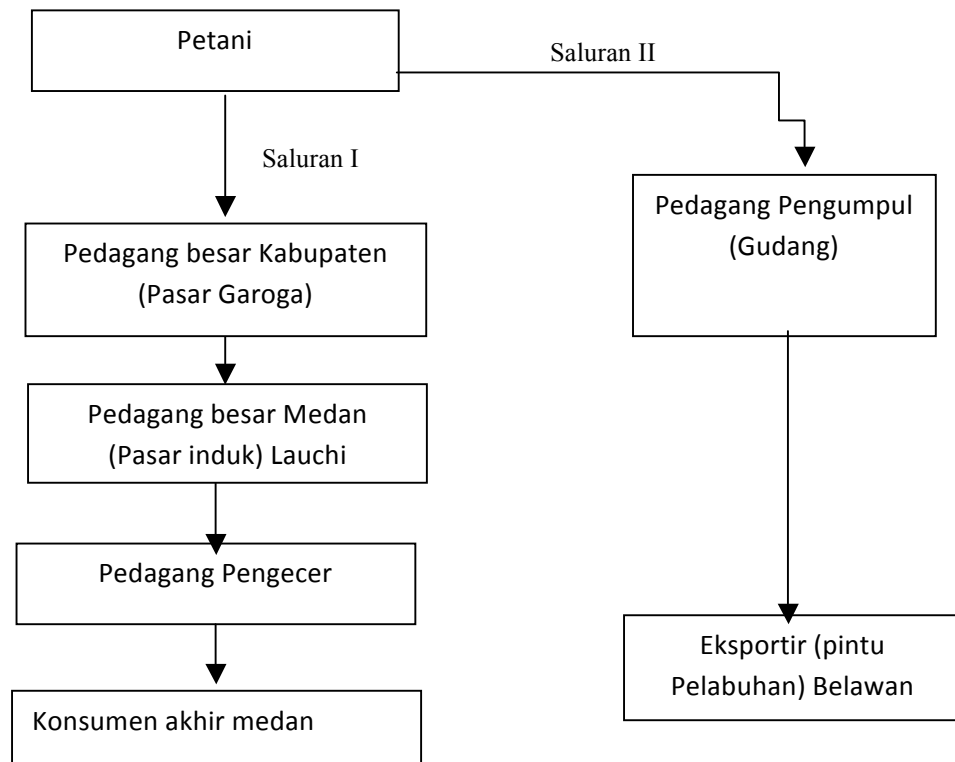 Petani
Saluran II
Saluran I
Pedagang besar Kabupaten
(Pasar Garoga)
Pedagang besar Medan
(Pasar induk) Lauchi
Pedagang Pengecer
Konsumen akhir medan
Pedagang Pengumpul
(Gudang)
Eksportir (pintu
Pelabuhan) Belawan